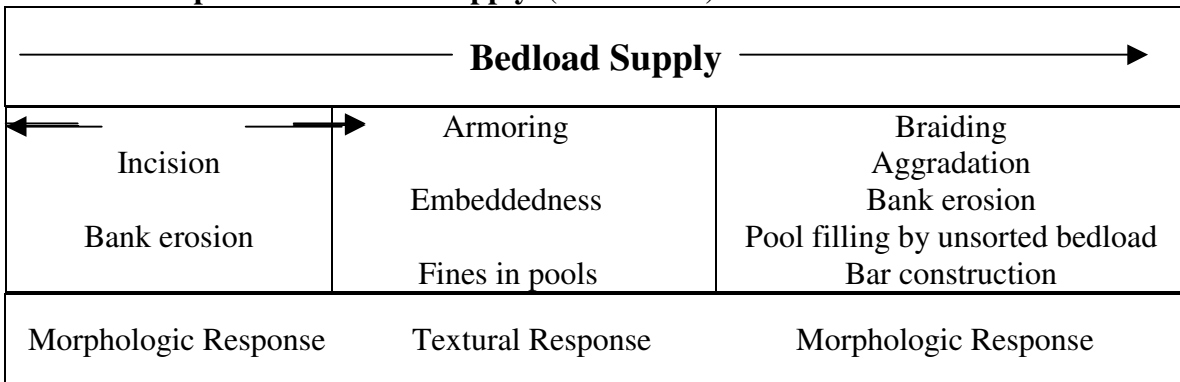 Bedload Supply
Armoring
Braiding
Incision
Aggradation
Embeddedness
Bank erosion
Bank erosion
Pool filling by unsorted bedload
Fines in pools
Bar construction
Morphologic Response
Textural Response
Morphologic Response